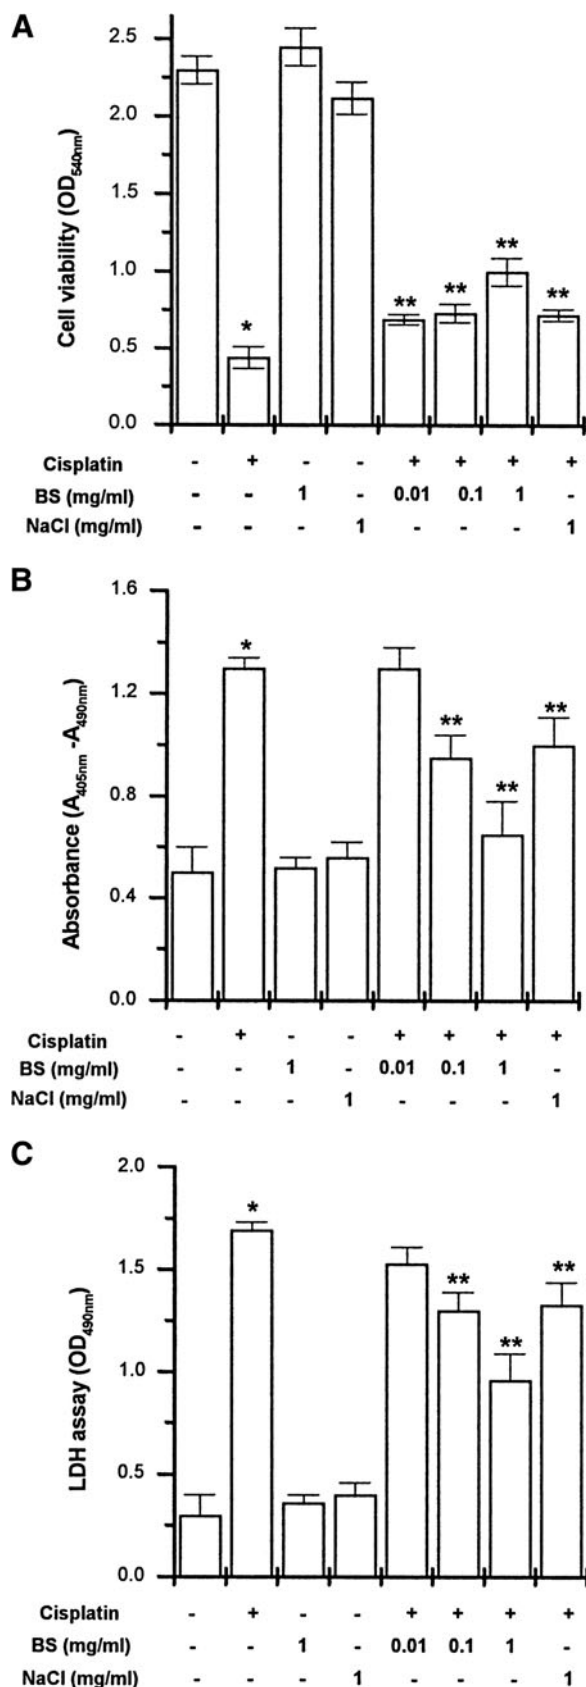 A
Cell viability (OD540nm)
2.5
2.0
1.5
1.0
0.5
0.0
* ** ** ** **
Cisplatin - + - - + + + +
BS (mg/ml) - - 1 - 0.01 0.1 1 -
NaCl (mg/ml) - - - 1 - - - 1
B
Absorbance (A405nm -A490nm)
1.6
1.2
0.8
0.4
0.0
* ** ** **
Cisplatin - + - - + + + +
BS (mg/ml) - - 1 - 0.01 0.1 1 -
NaCl (mg/ml) - - - 1 - - - 1
C
LDH assay (OD490nm)
2.0
1.5
1.0
0.5
0.0
* ** ** **
Cisplatin - + - - + + + +
BS (mg/ml) - - 1 - 0.01 0.1 1 -
NaCl (mg/ml) - - - 1 - - - 1